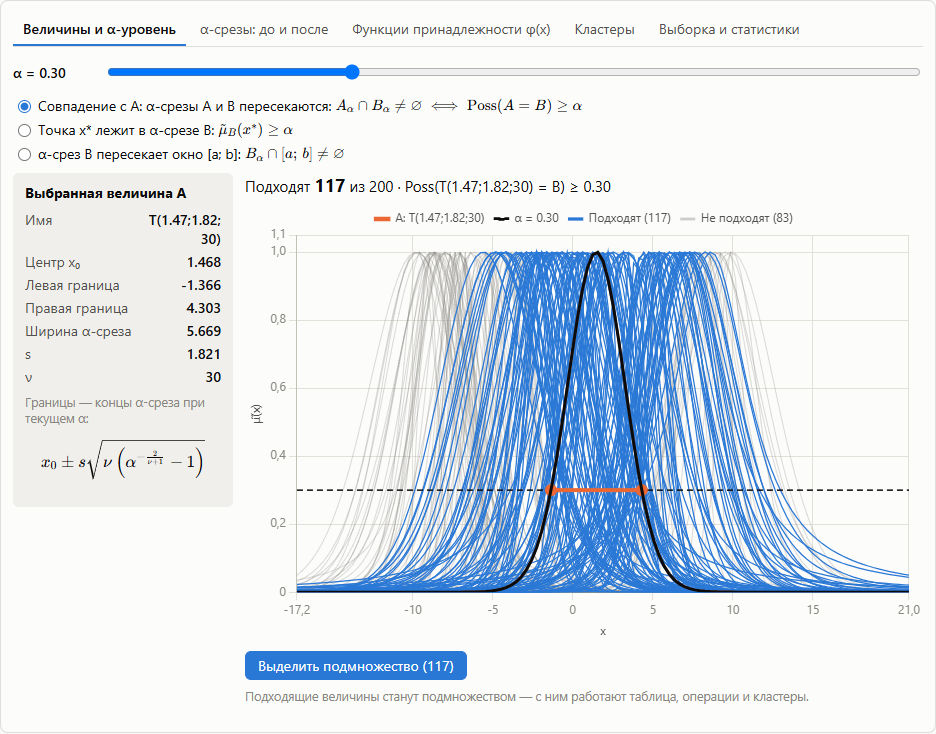 Величины и α-уровень α-срезы: до и после Функции принадлежности φ(x) Кластеры Выборка и статистики
α = 0.30
Совпадение с A: α-срезы A и B пересекаются: Aα ∩ Bα ≠ ∅ ⟺ Poss(A = B) ≥ α
Точка x* лежит в α-срезе B: μ̃B(x*) ≥ α
α-срез B пересекает окно [a; b]: Bα ∩ [a; b] ≠ ∅
Выбранная величина A
Имя T(1.47;1.82;
30)
Центр x₀ 1.468
Левая граница -1.366
Правая граница 4.303
Ширина α-среза 5.669
s 1.821
ν 30
Границы — концы α-среза при
текущем α:
x₀ ± s√(ν(α^(-2/(ν+1)) − 1))
Подходят 117 из 200 · Poss(T(1.47;1.82;30) = B) ≥ 0.30
A: T(1.47;1.82;30) α = 0.30 Подходят (117) Не подходят (83)
1,1
1,0
0,8
0,6
0,4
0,2
0
μ̃(x)
-17,2 -10 -5 0 5 10 15 21,0
x
Выделить подмножество (117)
Подходящие величины станут подмножеством — с ним работают таблица, операции и кластеры.